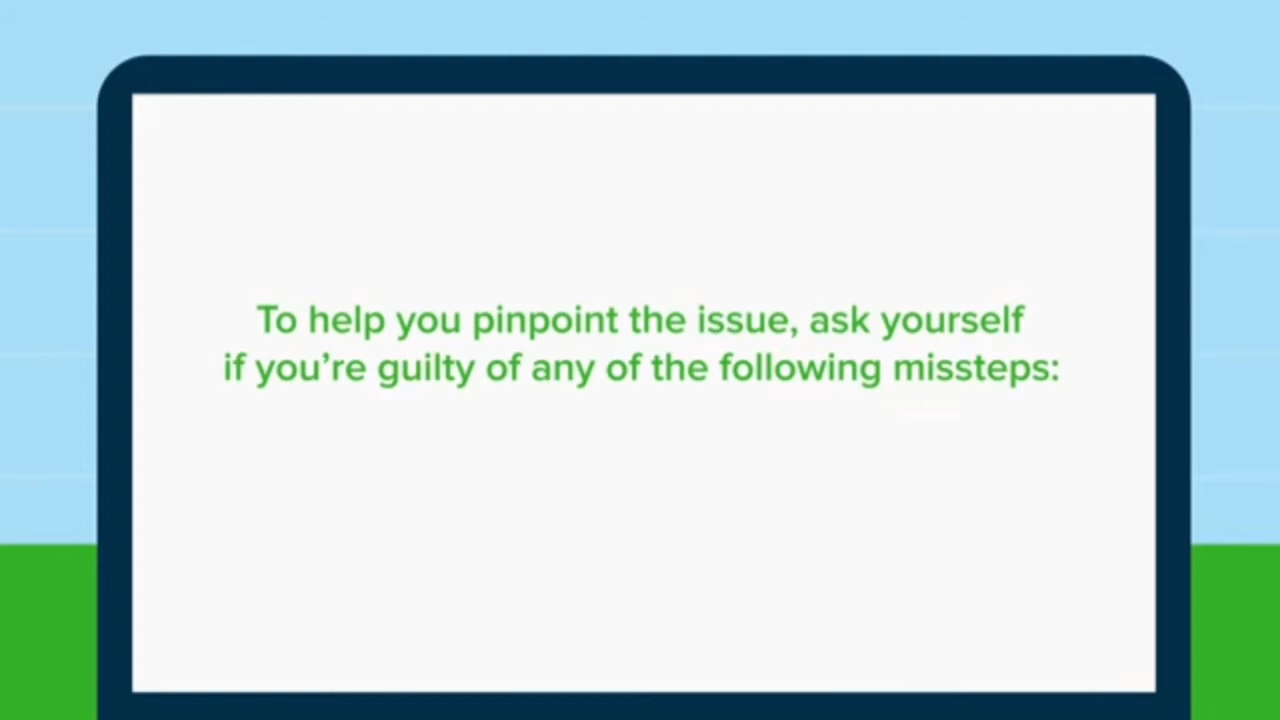 To help you pinpoint the issue, ask yourself
if you’re guilty of any of the following missteps: